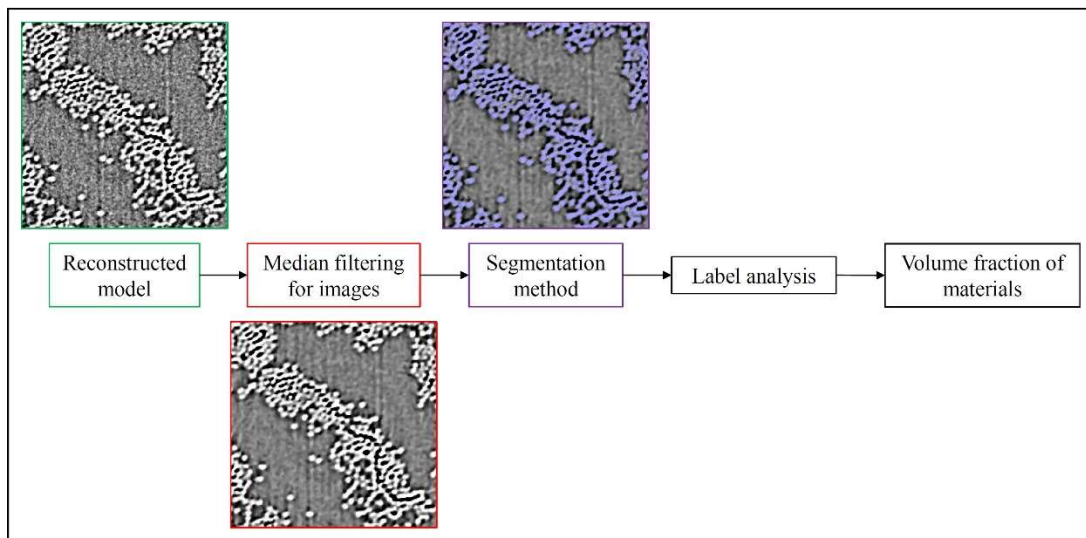 Reconstructed
model
Median filtering
for images
Segmentation
method
Label analysis
Volume fraction of
materials